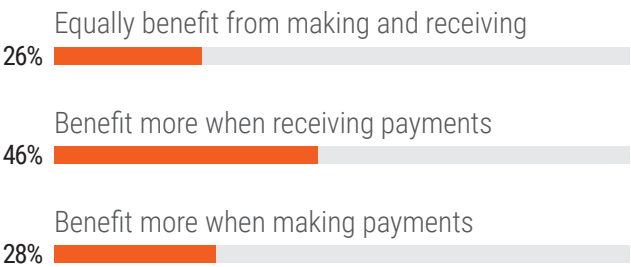 Equally benefit from making and receiving
26%
Benefit more when receiving payments
46%
Benefit more when making payments
28%